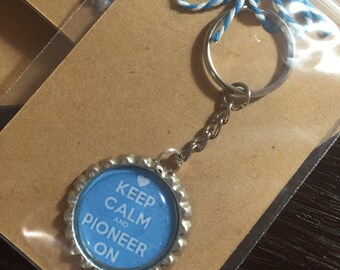 KEEP
CALM
AND
PIONEER
ON